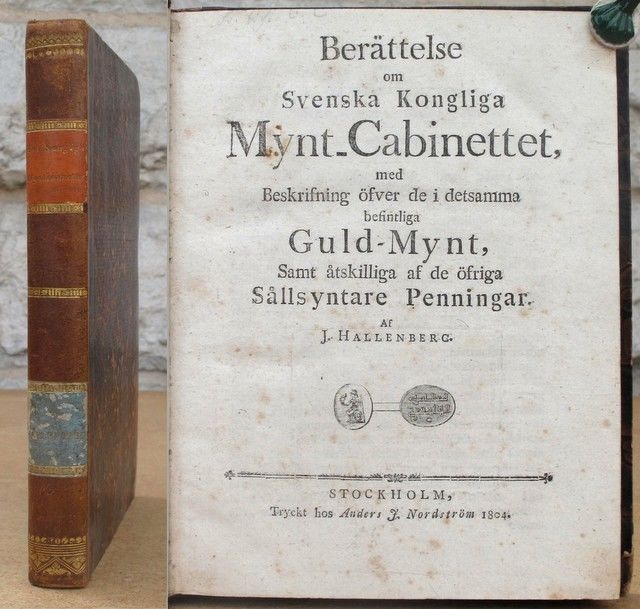 Berättelse
om
Svenska Kongliga
Mynt-Cabinettet,
med
Beskrifning öfver de i detsamma
befintliga
Guld-Mynt,
Samt åtskilliga af de öfriga
Sållsyntare Penningar.
Af
J. HALLENBERG.
STOCKHOLM,
Tryckt hos Anders J. Nordström 1804.